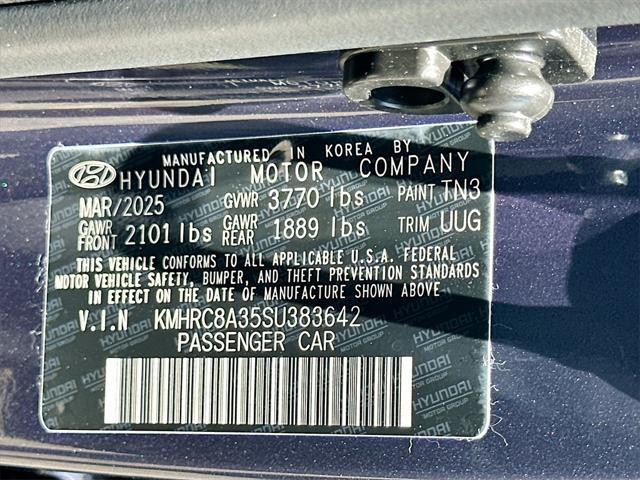 MANUFACTURED IN KOREA BY
HYUNDAI MOTOR COMPANY
MAR/2025 GVWR 3770 lbs PAINT TN3
GAWR FRONT 2101 lbs GAWR REAR 1889 lbs TRIM UUG
THIS VEHICLE CONFORMS TO ALL APPLICABLE U.S.A. FEDERAL
MOTOR VEHICLE SAFETY, BUMPER, AND THEFT PREVENTION STANDARDS
IN EFFECT ON THE DATE OF MANUFACTURE SHOWN ABOVE
V.I.N KMHRC8A35SU383642
PASSENGER CAR